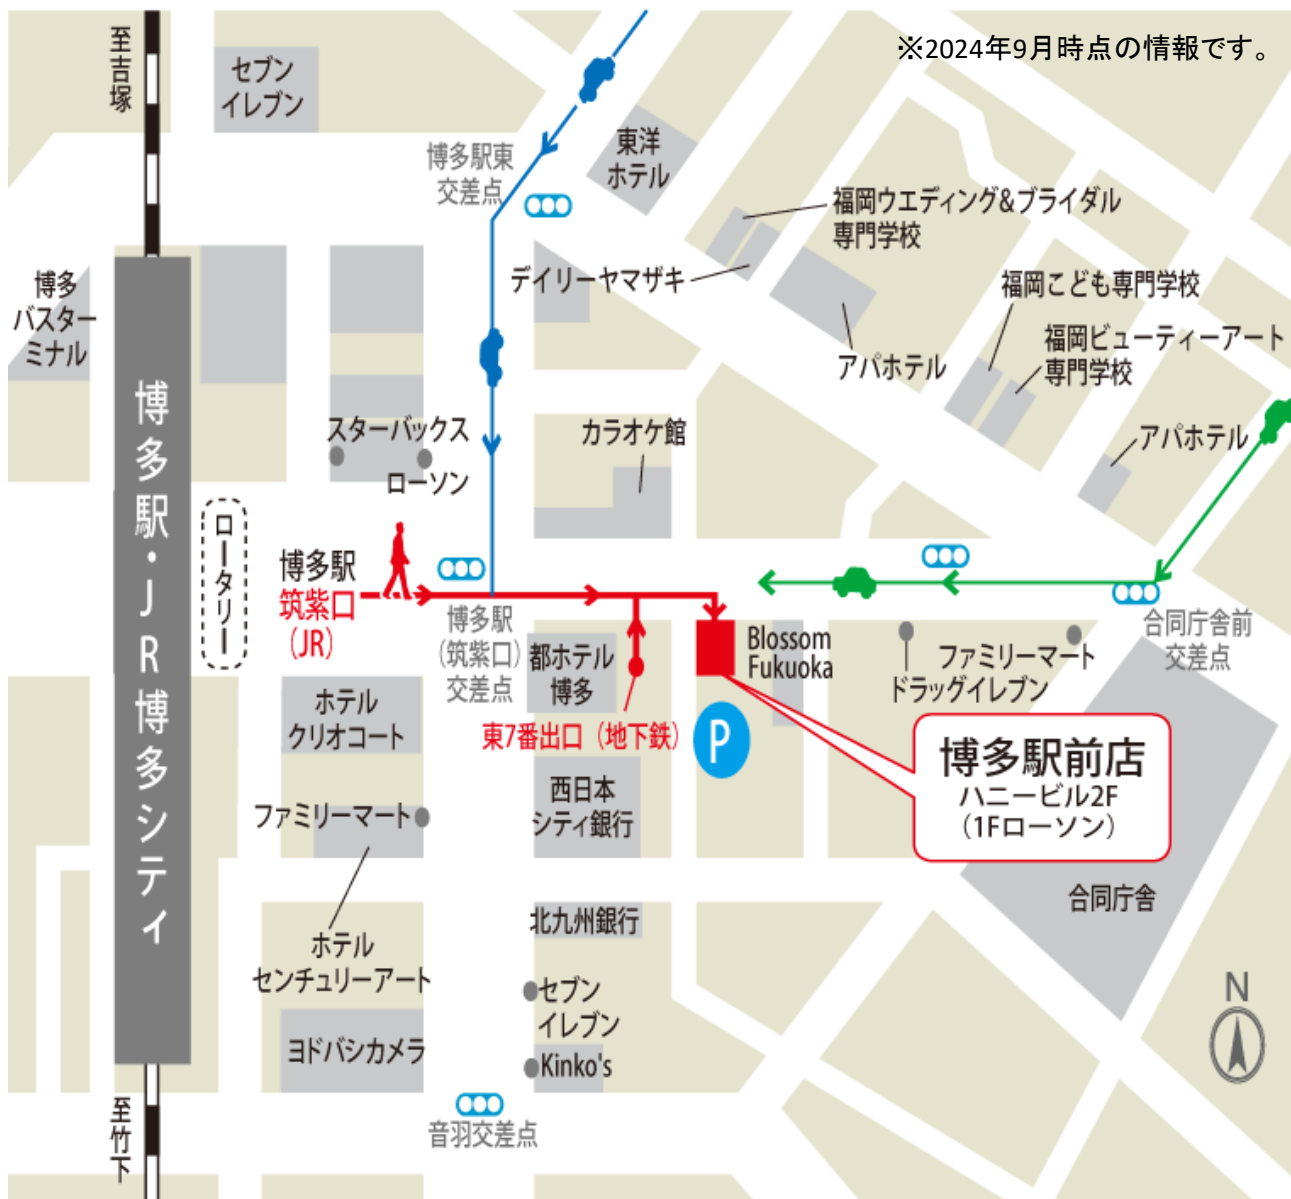 ※2024年9月時点の情報です。
至吉塚
セブン
イレブン
博多駅東
交差点
東洋
ホテル
福岡ウエディング&ブライダル
専門学校
デイリーヤマザキ
博多
バスター
ミナル
福岡こども専門学校
アパホテル
福岡ビューティーアート
専門学校
博多駅・JR博多シティ
スターバックス
ローソン
カラオケ館
アパホテル
ロータリー
博多駅
筑紫口
(JR)
博多駅
(筑紫口)
交差点
都ホテル
博多
Blossom
Fukuoka
ファミリーマート
ドラッグイレブン
合同庁舎前
交差点
ホテル
クリオコート
東7番出口(地下鉄)
P
博多駅前店
ハニービル2F
(1Fローソン)
西日本
シティ銀行
ファミリーマート
合同庁舎
北九州銀行
ホテル
センチュリーアート
セブン
イレブン
N
ヨドバシカメラ
Kinko's
至竹下
音羽交差点